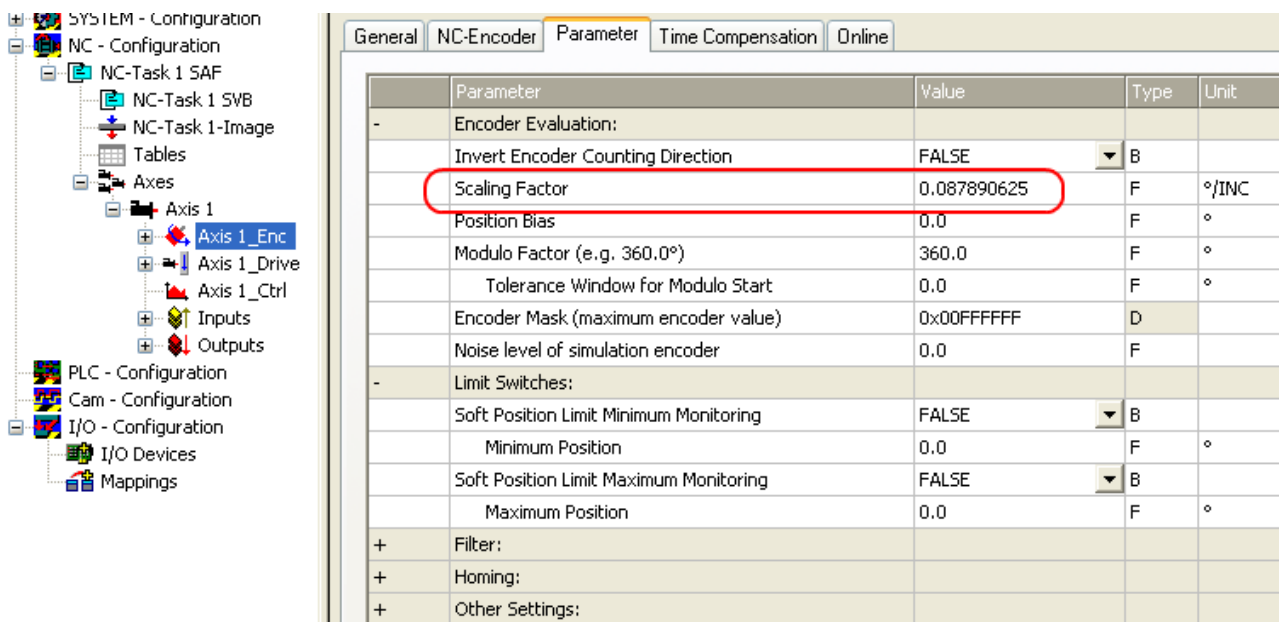 SYSTEM - Configuration
NC - Configuration
NC-Task 1 SAF
NC-Task 1 SVB
NC-Task 1-Image
Tables
Axes
Axis 1
Axis 1_Enc
Axis 1_Drive
Axis 1_Ctrl
Inputs
Outputs
PLC - Configuration
Cam - Configuration
I/O - Configuration
I/O Devices
Mappings
General NC-Encoder Parameter Time Compensation Online
Parameter Value Type Unit
- Encoder Evaluation:
Invert Encoder Counting Direction FALSE B
Scaling Factor 0.087890625 F °/INC
Position Bias 0.0 F °
Modulo Factor (e.g. 360.0°) 360.0 F °
Tolerance Window for Modulo Start 0.0 F °
Encoder Mask (maximum encoder value) 0x00FFFFFF D
Noise level of simulation encoder 0.0 F
- Limit Switches:
Soft Position Limit Minimum Monitoring FALSE B
Minimum Position 0.0 F °
Soft Position Limit Maximum Monitoring FALSE B
Maximum Position 0.0 F °
+ Filter:
+ Homing:
+ Other Settings: